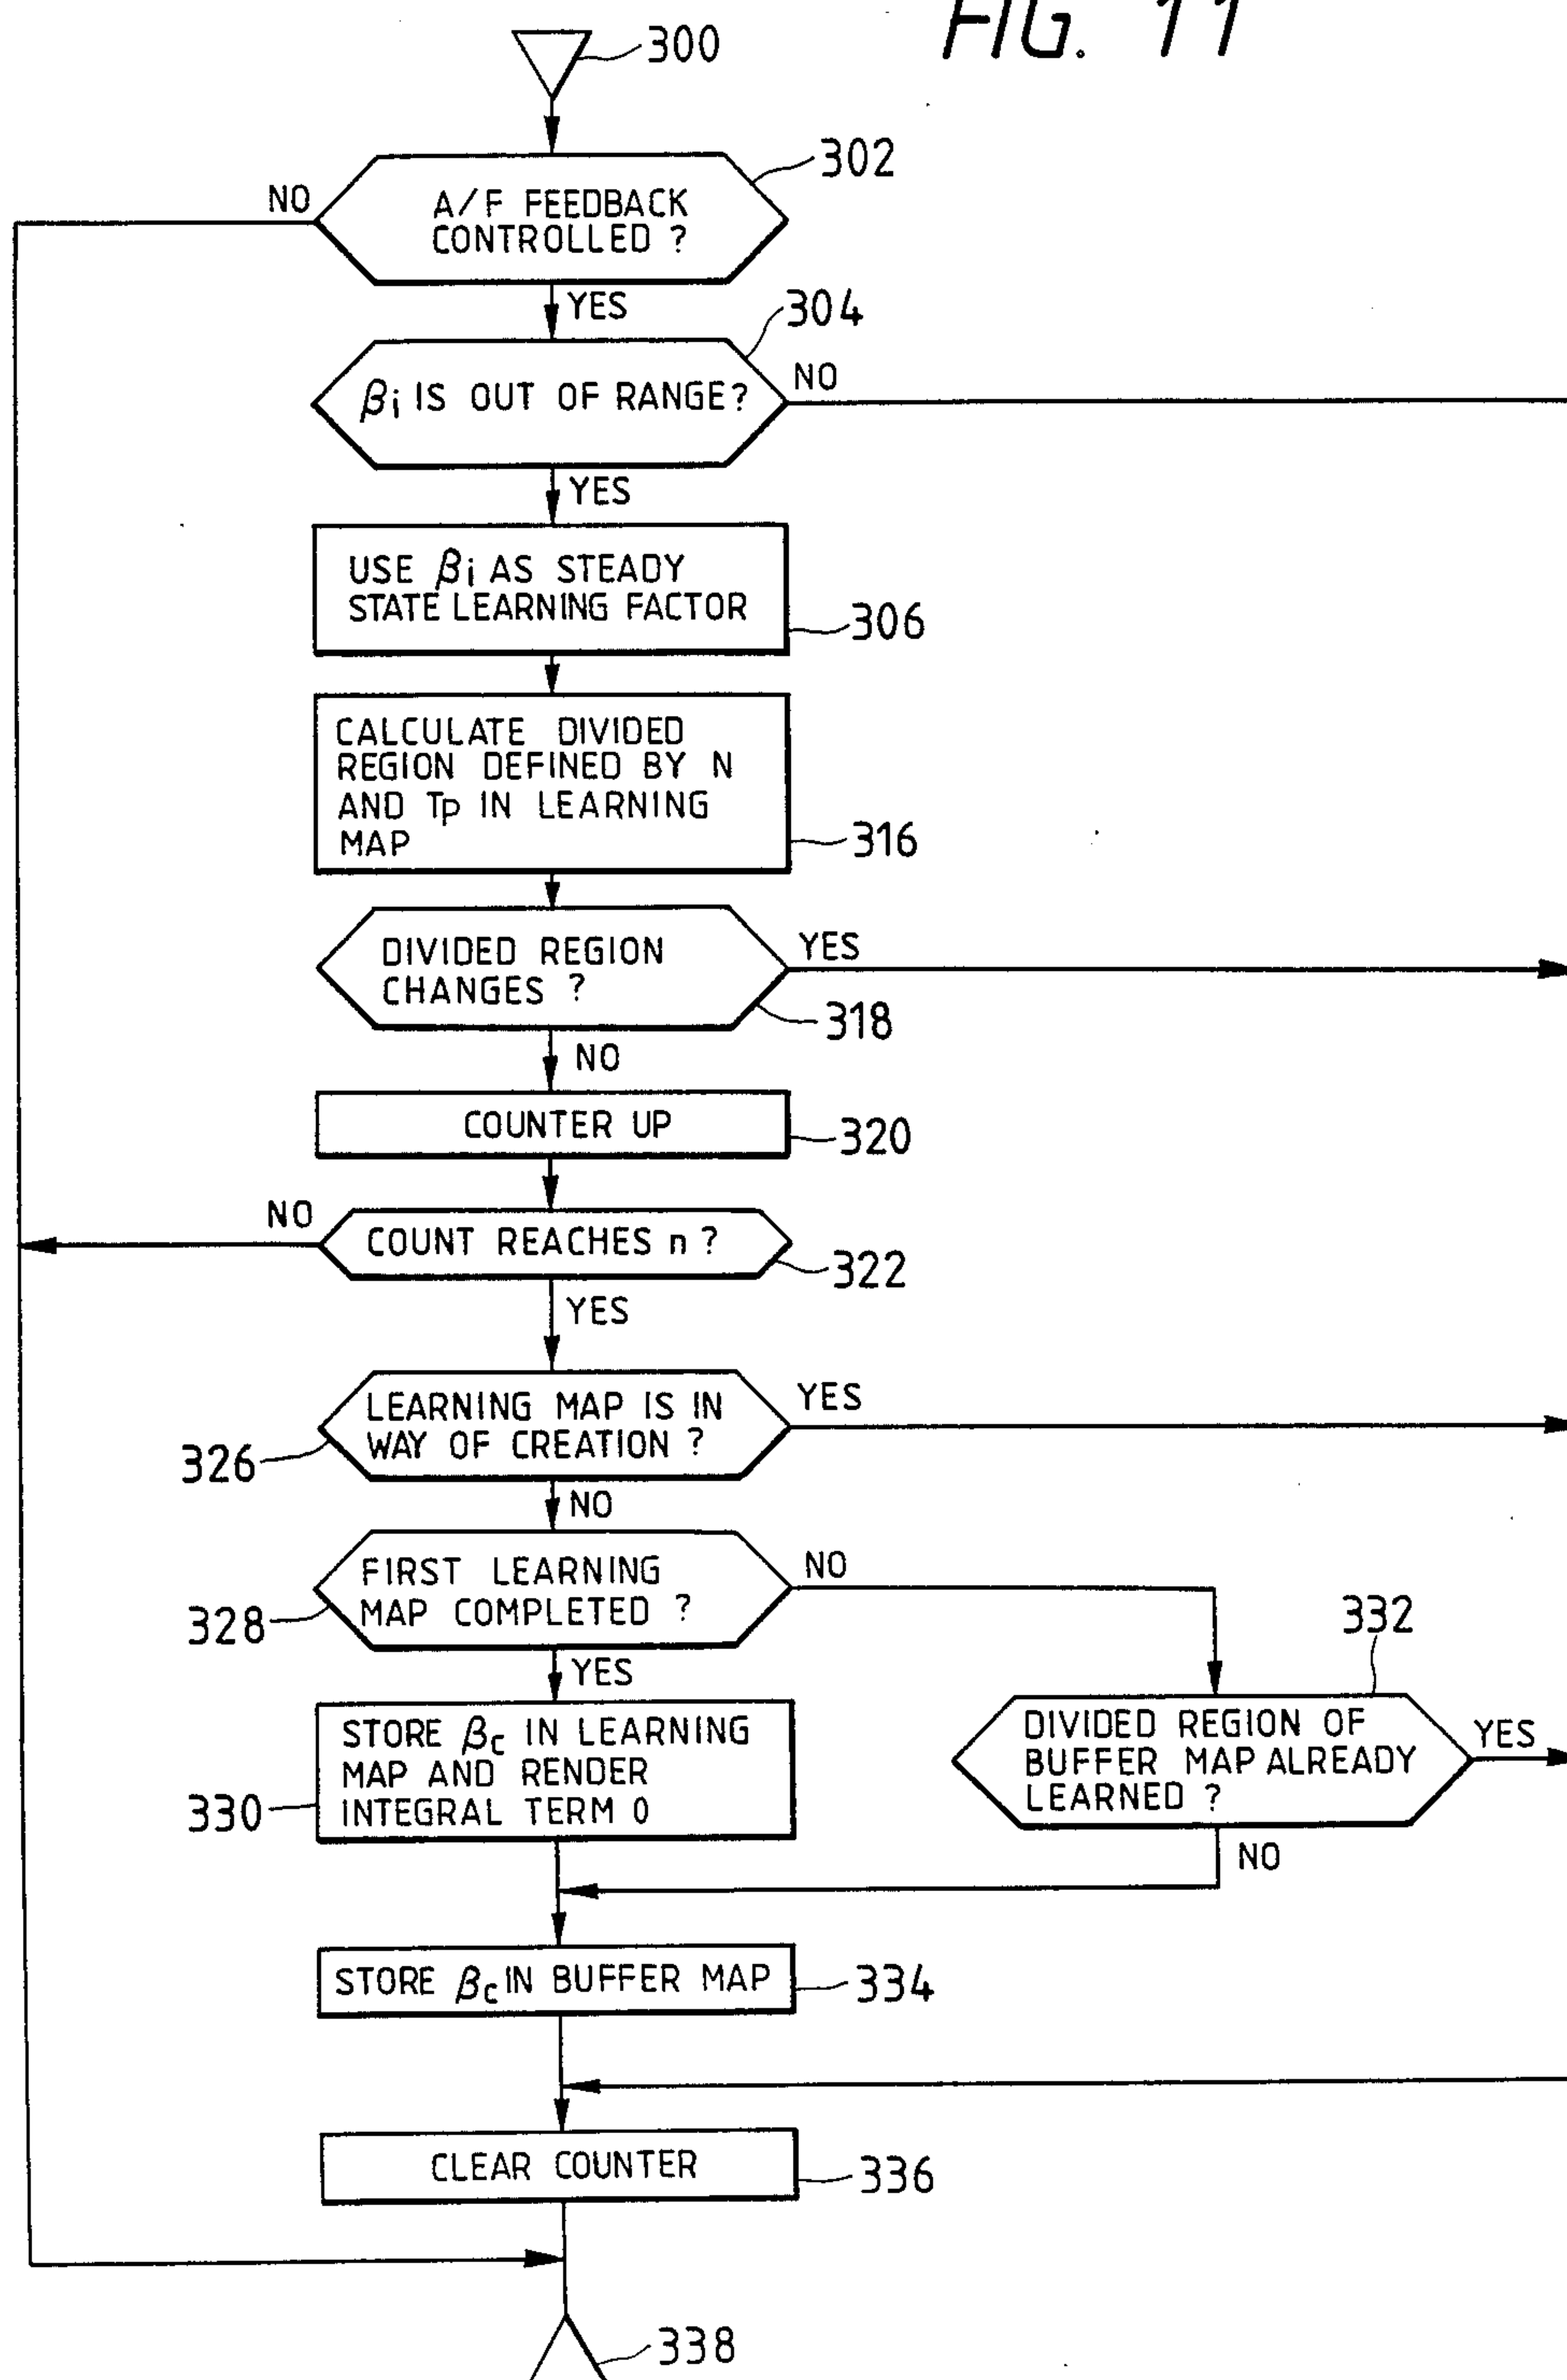 FIG. 11
300
302
NO
A/F FEEDBACK
CONTROLLED ?
YES
304
βi IS OUT OF RANGE?
NO
YES
USE βi AS STEADY
STATE LEARNING FACTOR
306
CALCULATE DIVIDED
REGION DEFINED BY N
AND Tp IN LEARNING
MAP
316
DIVIDED REGION
CHANGES ?
YES
318
NO
COUNTER UP
320
NO
COUNT REACHES n ?
322
YES
LEARNING MAP IS IN
WAY OF CREATION ?
YES
326
NO
FIRST LEARNING
MAP COMPLETED ?
NO
328
332
YES
STORE βc IN LEARNING
MAP AND RENDER
INTEGRAL TERM 0
330
DIVIDED REGION OF
BUFFER MAP ALREADY
LEARNED ?
YES
NO
STORE βc IN BUFFER MAP
334
CLEAR COUNTER
336
338